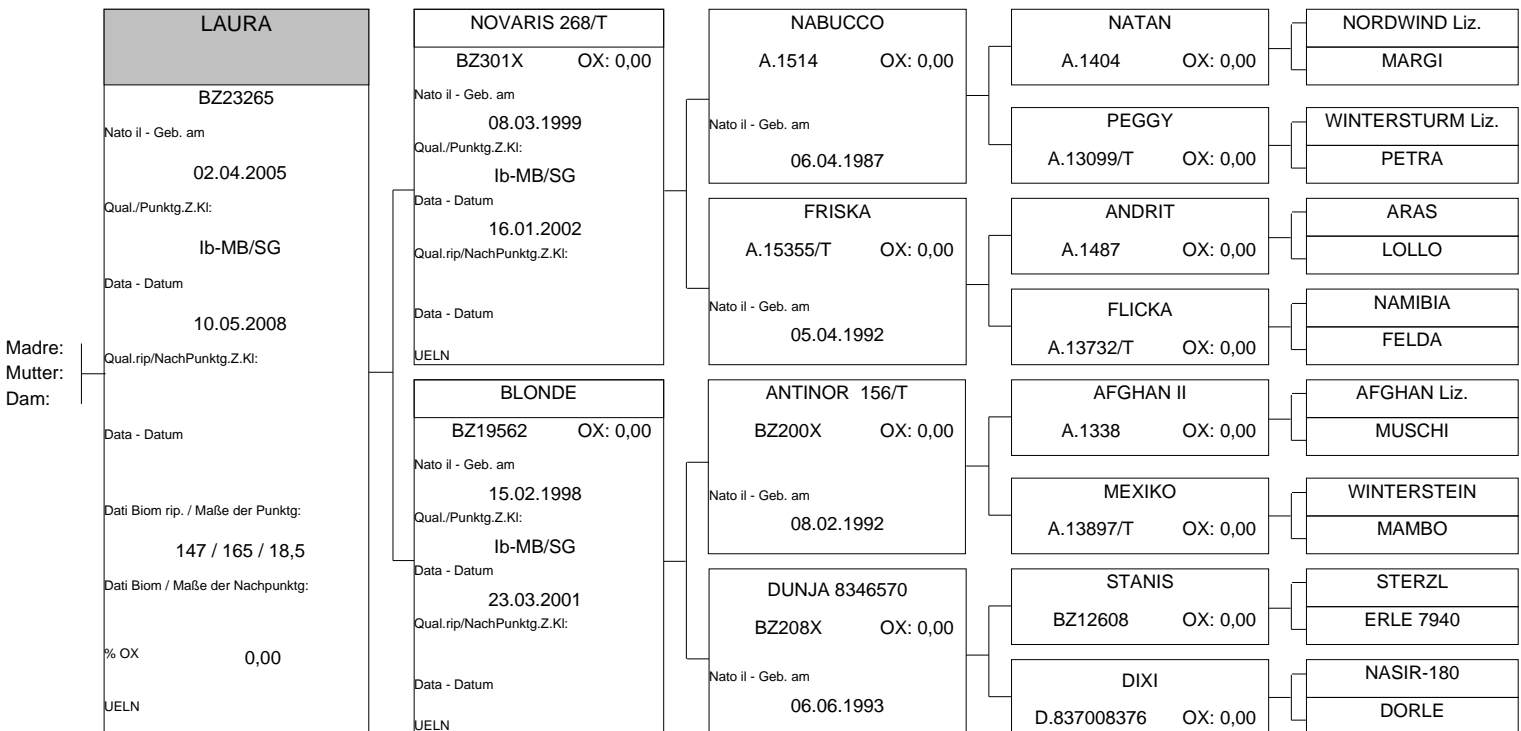 Madre:
Mutter:
Dam:
LAURA
BZ23265
Nato il - Geb. am
02.04.2005
Qual./Punktg.Z.Kl:
Ib-MB/SG
Data - Datum
10.05.2008
Qual.rip/NachPunktg.Z.Kl:
Data - Datum
Dati Biom rip. / Maße der Punktg:
147 / 165 / 18,5
Dati Biom / Maße der Nachpunktg:
% OX 0,00
UELN
NOVARIS 268/T
BZ301X OX: 0,00
Nato il - Geb. am
08.03.1999
Qual./Punktg.Z.Kl:
Ib-MB/SG
Data - Datum
16.01.2002
Qual.rip/NachPunktg.Z.Kl:
Data - Datum
UELN
BLONDE
BZ19562 OX: 0,00
Nato il - Geb. am
15.02.1998
Qual./Punktg.Z.Kl:
Ib-MB/SG
Data - Datum
23.03.2001
Qual.rip/NachPunktg.Z.Kl:
Data - Datum
UELN
NABUCCO
A.1514 OX: 0,00
Nato il - Geb. am
06.04.1987
FRISKA
A.15355/T OX: 0,00
Nato il - Geb. am
05.04.1992
ANTINOR 156/T
BZ200X OX: 0,00
Nato il - Geb. am
08.02.1992
DUNJA 8346570
BZ208X OX: 0,00
Nato il - Geb. am
06.06.1993
NATAN
A.1404 OX: 0,00
PEGGY
A.13099/T OX: 0,00
ANDRIT
A.1487 OX: 0,00
FLICKA
A.13732/T OX: 0,00
AFGHAN II
A.1338 OX: 0,00
MEXIKO
A.13897/T OX: 0,00
STANIS
BZ12608 OX: 0,00
DIXI
D.837008376 OX: 0,00
NORDWIND Liz.
MARGI
WINTERSTURM Liz.
PETRA
ARAS
LOLLO
NAMIBIA
FELDA
AFGHAN Liz.
MUSCHI
WINTERSTEIN
MAMBO
STERZL
ERLE 7940
NASIR-180
DORLE